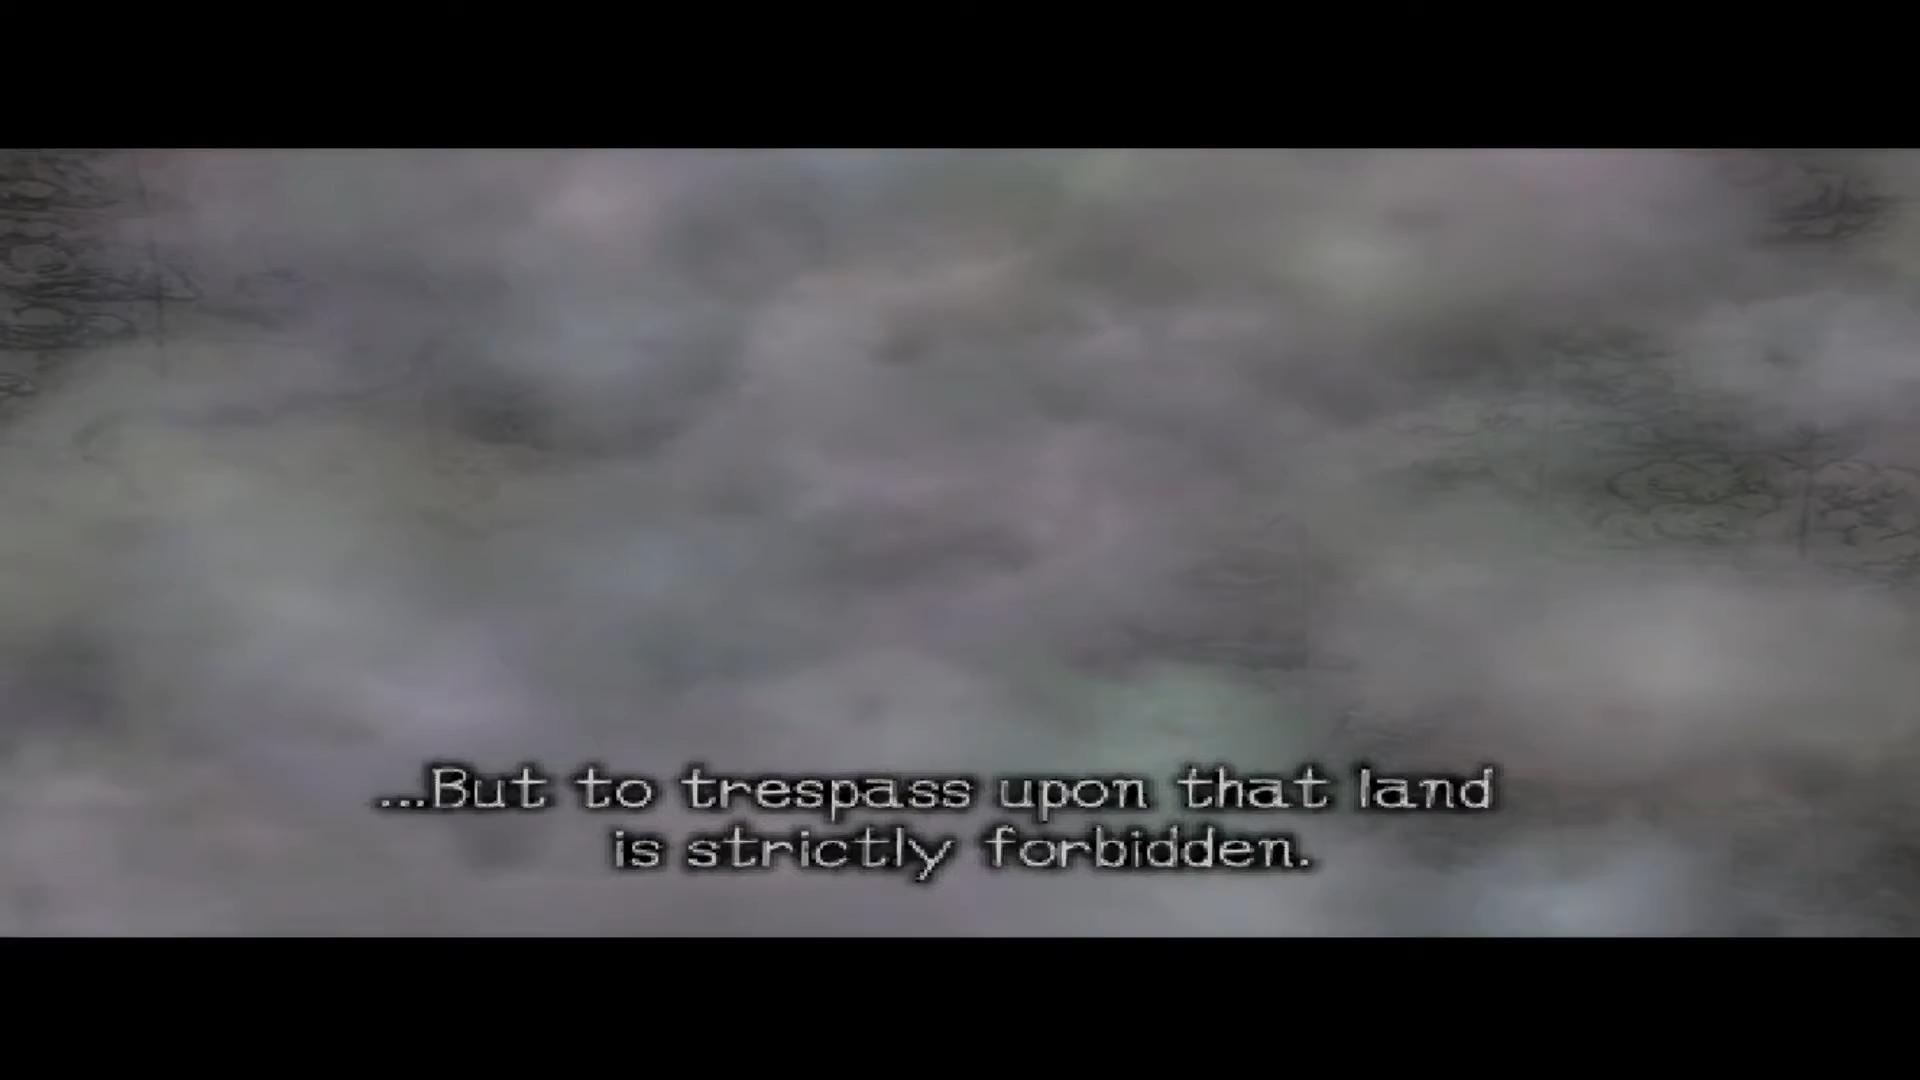 ...But to trespass upon that land
is strictly forbidden.